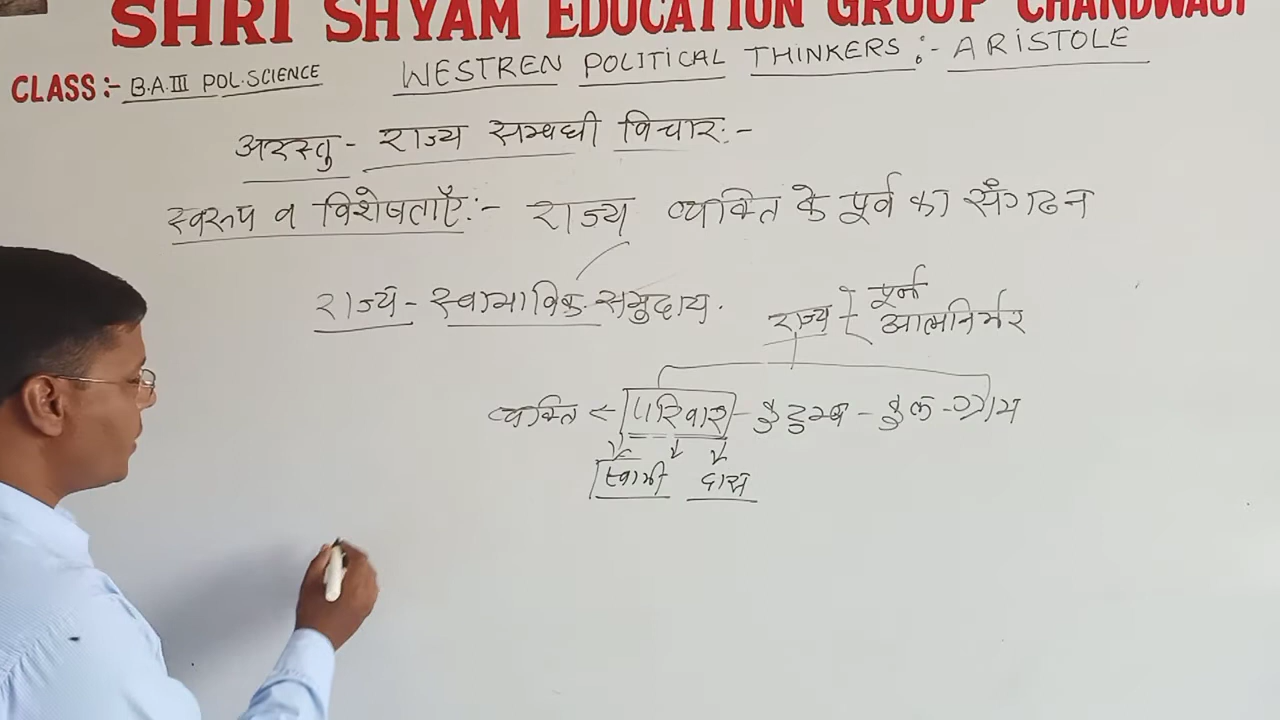 SHRI SHYAM EDUCATION GROUP CHANDWAJI
CLASS:- B.A.III POL.SCIENCE WESTREN POLITICAL THINKERS:- ARISTOLE
अरस्तु - राज्य सम्बधी विचार:-
स्वरूप व विशेषताएँ:- राज्य व्यक्ति के पूर्व का सँगठन
राज्य - स्वाभाविक समुदाय.
राज्य पूर्ण
आत्मनिर्भर
व्यक्ति < परिवार - कुटुम्ब - कुल - ग्राम
स्वामी दास